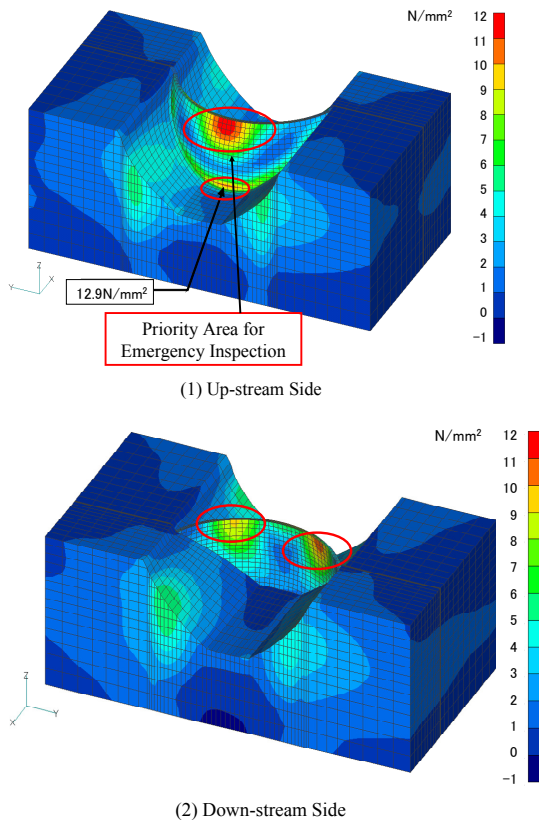 N/mm²
12
11
10
9
8
7
6
5
4
3
2
1
0
−1
Z
Y
X
12.9N/mm²
Priority Area for
Emergency Inspection
(1) Up-stream Side
N/mm²
12
11
10
9
8
7
6
5
4
3
2
1
0
−1
Z
X
Y
(2) Down-stream Side